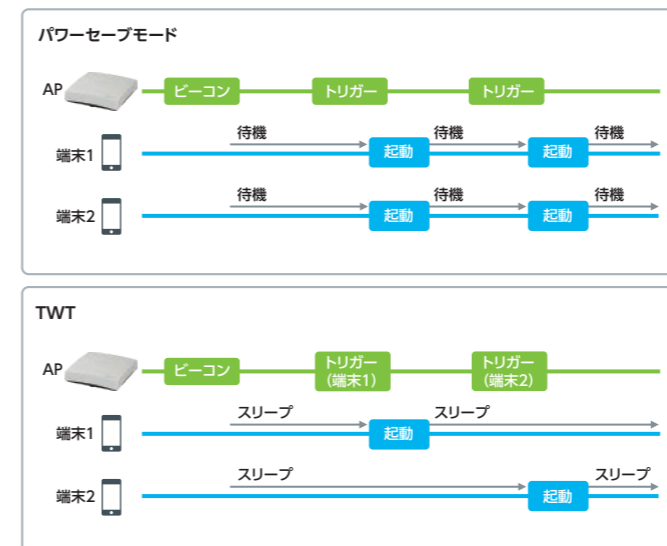 パワーセーブモード
AP
ビーコン
トリガー
トリガー
端末1
待機
起動
待機
起動
待機
端末2
待機
起動
待機
起動
待機
TWT
AP
ビーコン
トリガー
(端末1)
トリガー
(端末2)
端末1
スリープ
起動
スリープ
端末2
スリープ
起動
スリープ